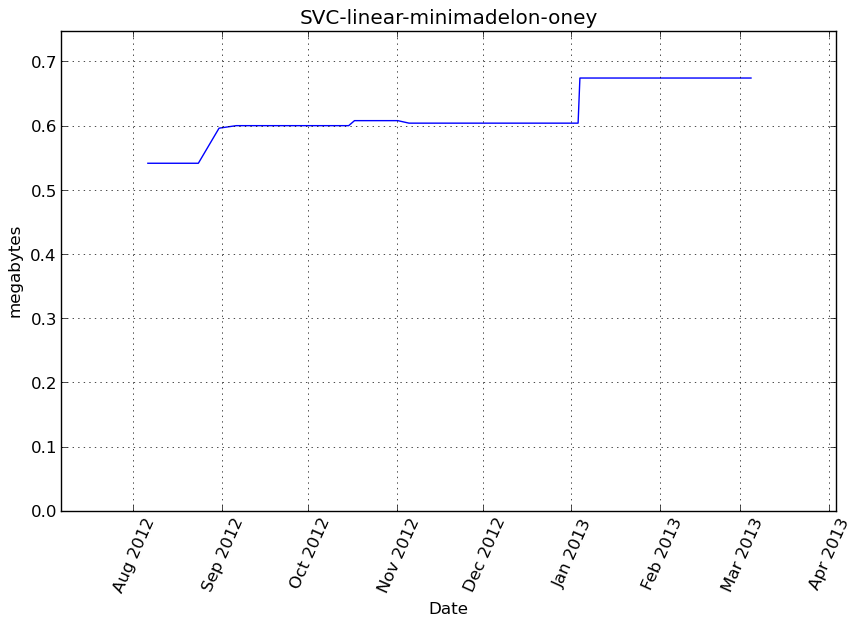 SVC-linear-minimadelon-oney
megabytes
0.7
0.6
0.5
0.4
0.3
0.2
0.1
0.0
Aug 2012
Sep 2012
Oct 2012
Nov 2012
Dec 2012
Jan 2013
Feb 2013
Mar 2013
Apr 2013
Date